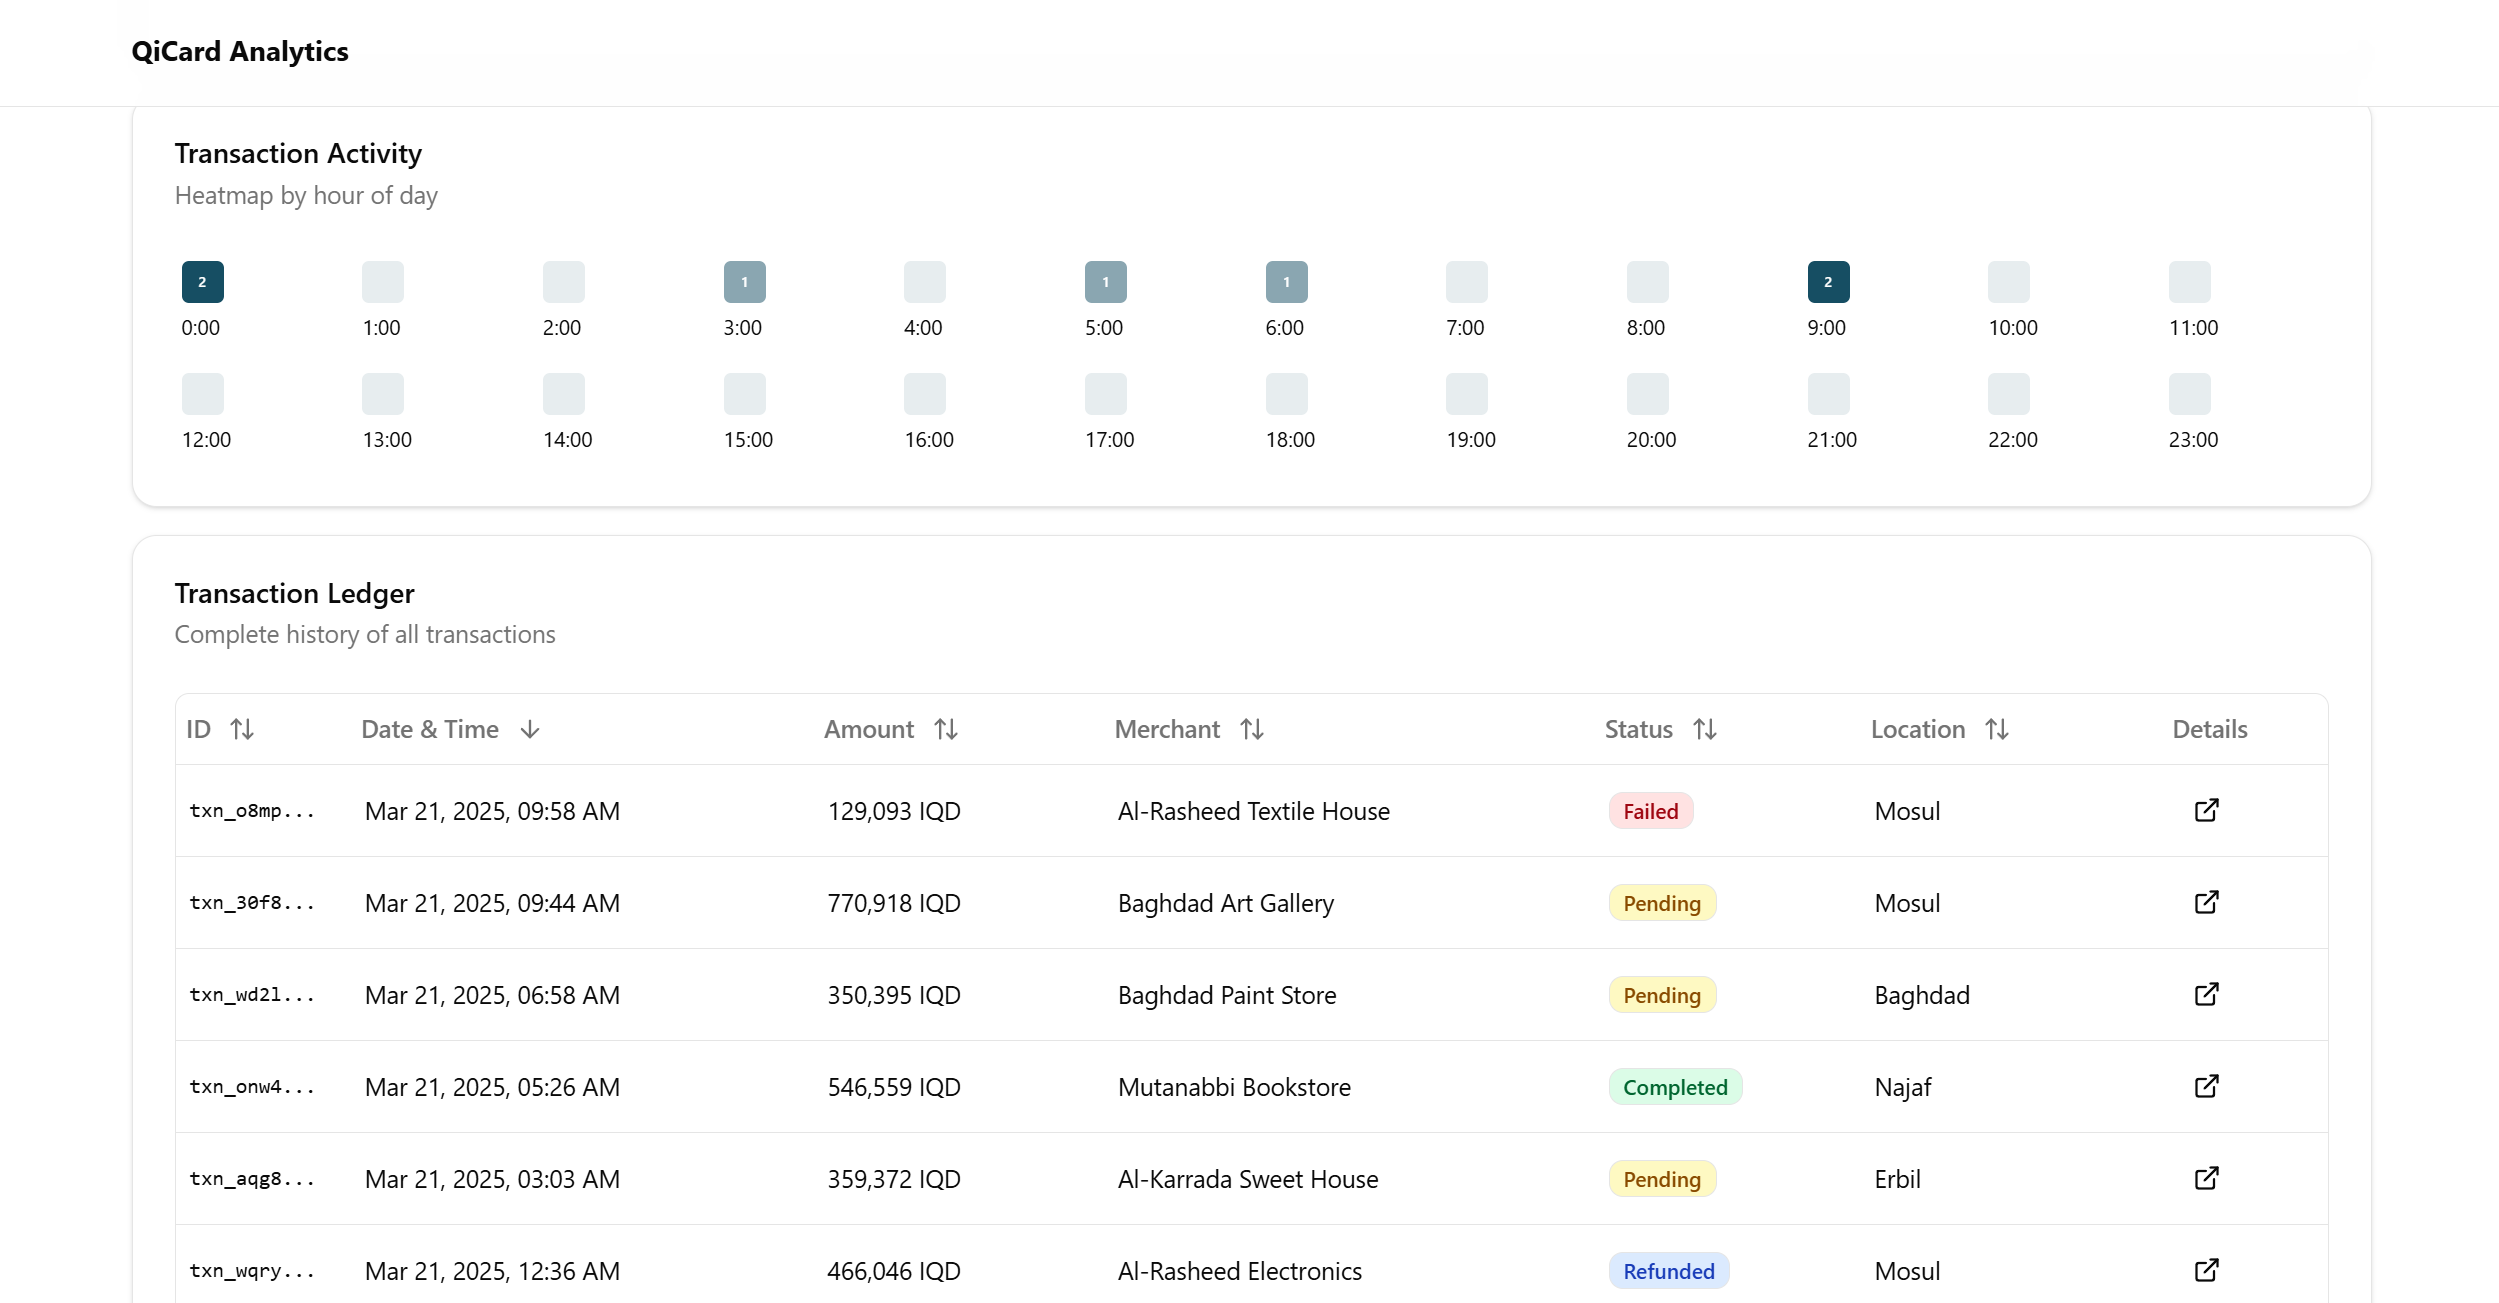 QiCard Analytics
Transaction Activity
Heatmap by hour of day
2 1 1 1 2
0:00 1:00 2:00 3:00 4:00 5:00 6:00 7:00 8:00 9:00 10:00 11:00
12:00 13:00 14:00 15:00 16:00 17:00 18:00 19:00 20:00 21:00 22:00 23:00
Transaction Ledger
Complete history of all transactions
ID Date & Time Amount Merchant Status Location Details
txn_o8mp... Mar 21, 2025, 09:58 AM 129,093 IQD Al-Rasheed Textile House Failed Mosul
txn_30f8... Mar 21, 2025, 09:44 AM 770,918 IQD Baghdad Art Gallery Pending Mosul
txn_wd2l... Mar 21, 2025, 06:58 AM 350,395 IQD Baghdad Paint Store Pending Baghdad
txn_onw4... Mar 21, 2025, 05:26 AM 546,559 IQD Mutanabbi Bookstore Completed Najaf
txn_aqg8... Mar 21, 2025, 03:03 AM 359,372 IQD Al-Karrada Sweet House Pending Erbil
txn_wqry... Mar 21, 2025, 12:36 AM 466,046 IQD Al-Rasheed Electronics Refunded Mosul